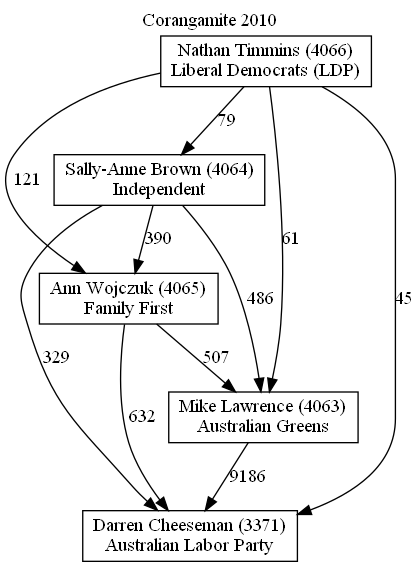 Corangamite 2010
Nathan Timmins (4066)
Liberal Democrats (LDP)
79
Sally-Anne Brown (4064)
Independent
121
390
61
Ann Wojczuk (4065)
Family First
486
45
329
632
507
Mike Lawrence (4063)
Australian Greens
9186
Darren Cheeseman (3371)
Australian Labor Party